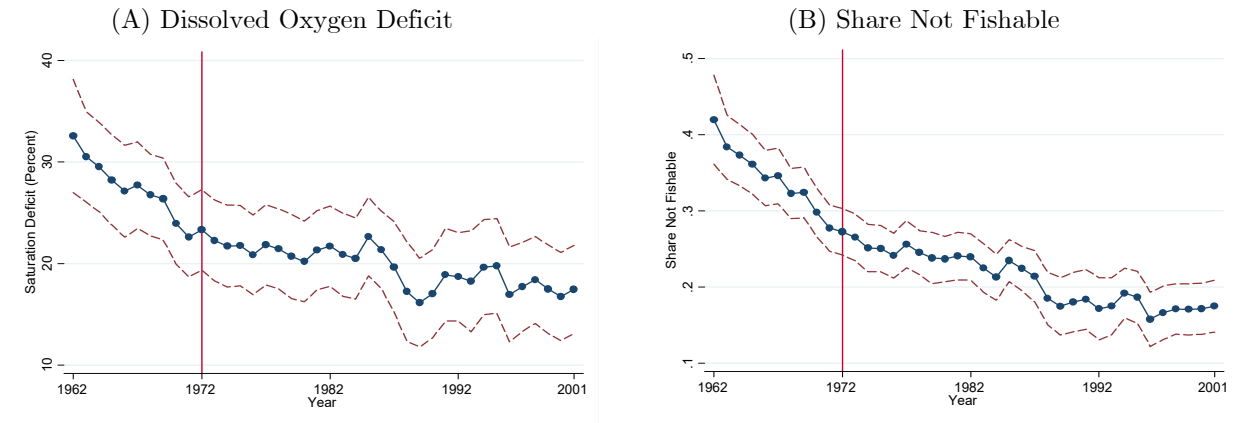 (A) Dissolved Oxygen Deficit
Saturation Deficit (Percent)
40
30
20
10
1962 1972 1982 1992 2001
Year
(B) Share Not Fishable
Share Not Fishable
.5
.4
.3
.2
.1
1962 1972 1982 1992 2001
Year